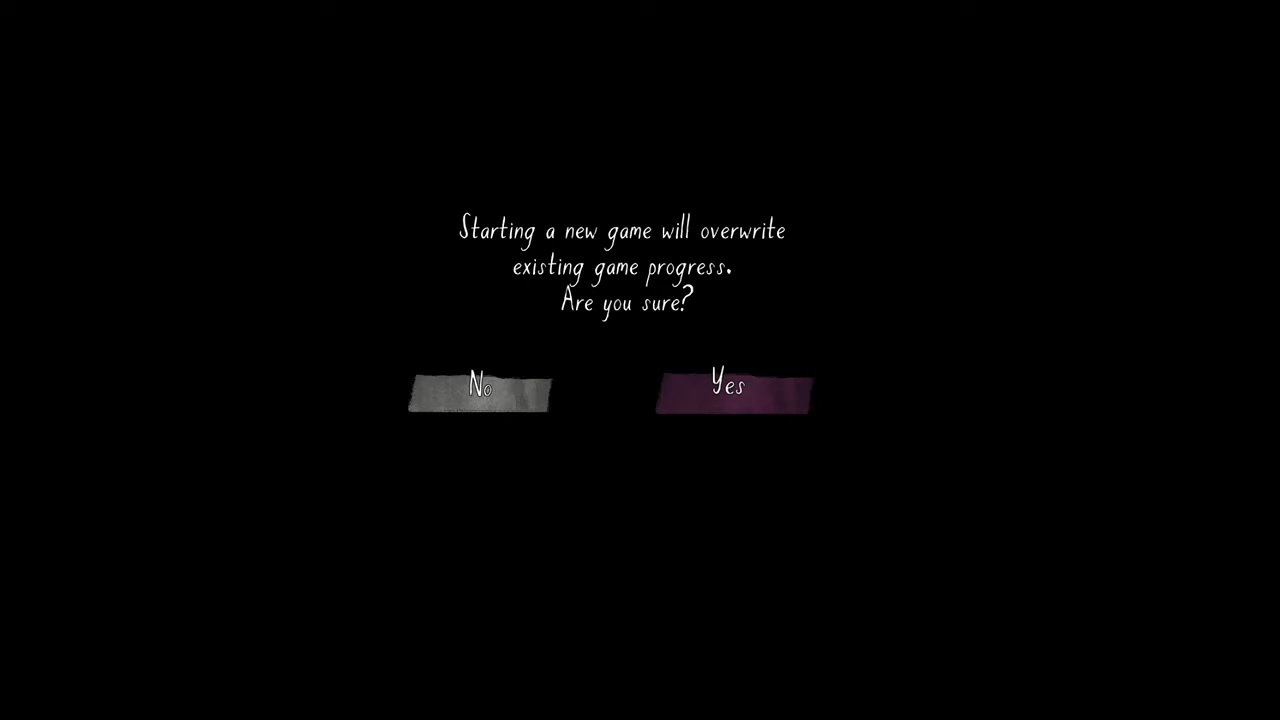 Starting a new game will overwrite
existing game progress.
Are you sure?
No
Yes